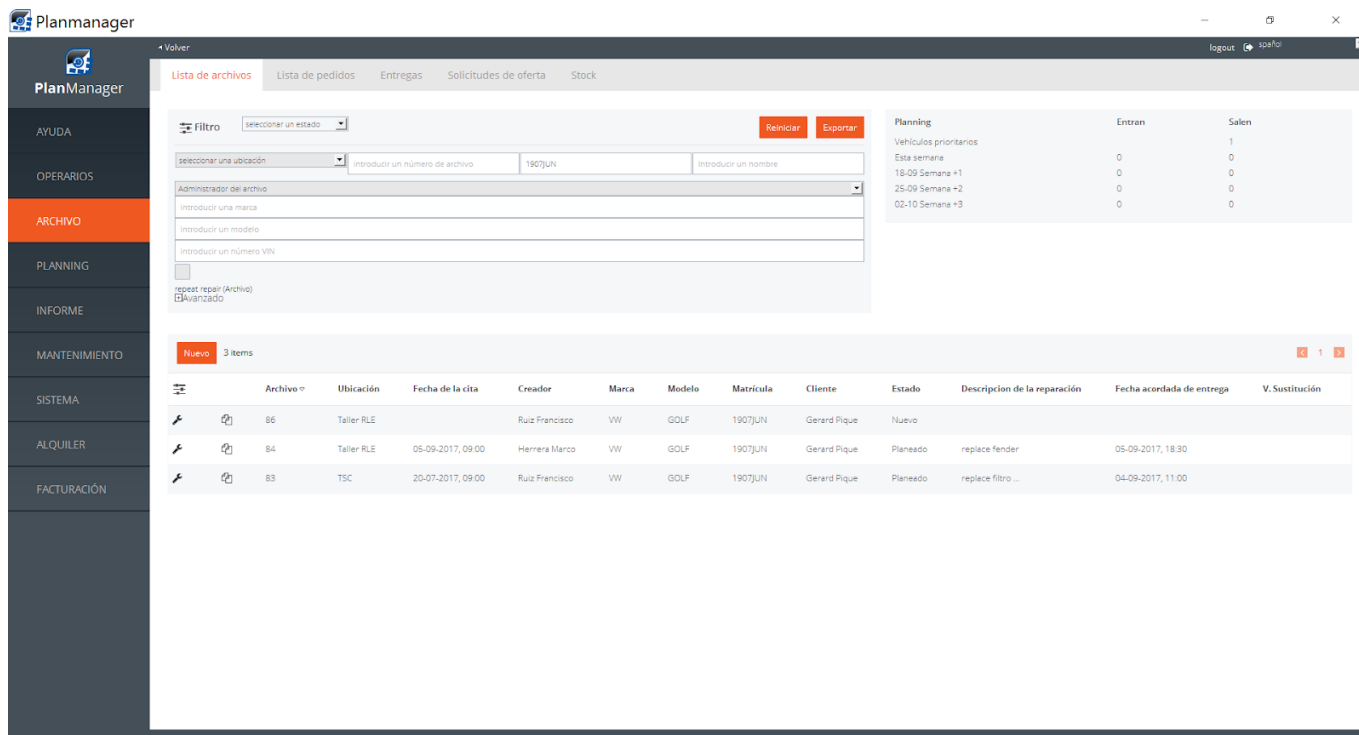 Planmanager
Volver
logout spañol
PlanManager
Lista de archivos Lista de pedidos Entregas Solicitudes de oferta Stock
AYUDA
OPERARIOS
ARCHIVO
PLANNING
INFORME
MANTENIMIENTO
SISTEMA
ALQUILER
FACTURACIÓN
Filtro seleccionar un estado Reiniciar Exportar
seleccionar una ubicación introducir un número de archivo 1907JUN introducir un nombre
Administrador del archivo
introducir una marca
introducir un modelo
introducir un número VIN
repeat repair (Archivo)
Avanzado
Planning Entran Salen
Vehículos prioritarios 1
Esta semana 0 0
18-09 Semana +1 0 0
25-09 Semana +2 0 0
02-10 Semana +3 0 0
Nuevo 3 items < 1 >
Archivo Ubicación Fecha de la cita Creador Marca Modelo Matrícula Cliente Estado Descripcion de la reparación Fecha acordada de entrega V. Sustitución
86 Taller RLE Ruiz Francisco VW GOLF 1907JUN Gerard Pique Nuevo
84 Taller RLE 05-09-2017, 09:00 Herrera Marco VW GOLF 1907JUN Gerard Pique Planeado replace fender 05-09-2017, 18:30
83 TSC 20-07-2017, 09:00 Ruiz Francisco VW GOLF 1907JUN Gerard Pique Planeado replace filtro ... 04-09-2017, 11:00